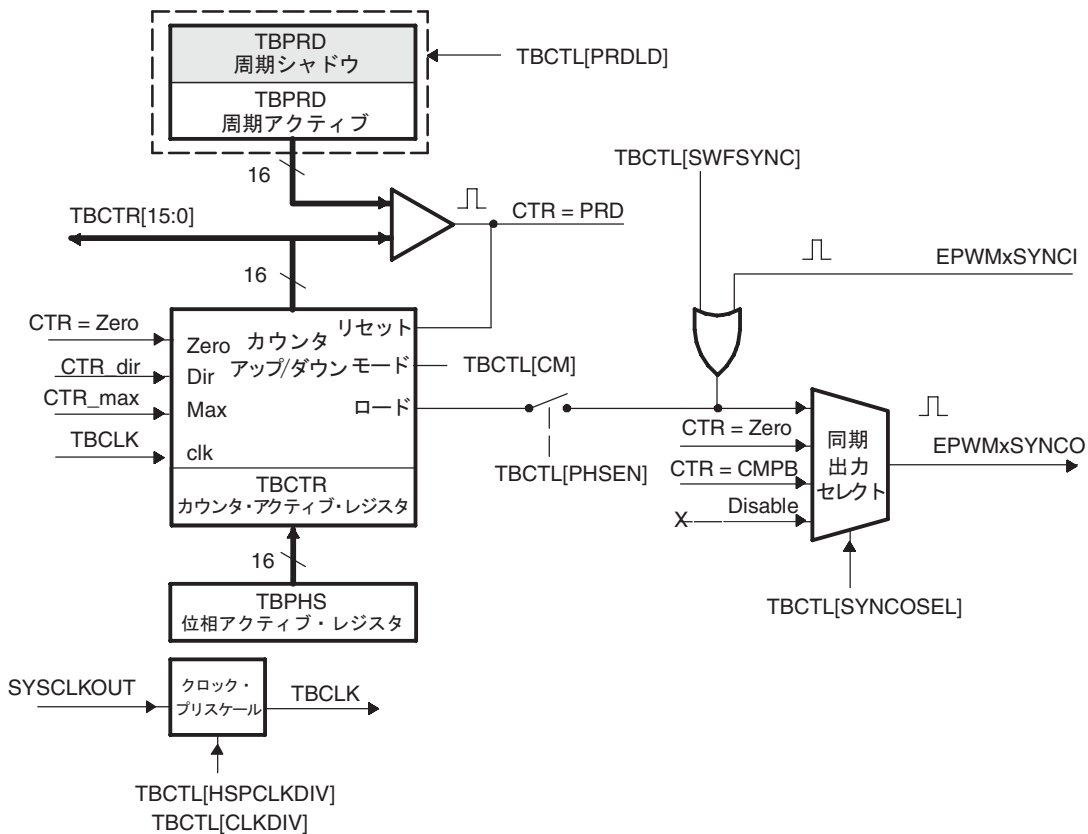 TBPRD
周期シャドウ
TBPRD
周期アクティブ
TBCTL[PRDLD]
16
TBCTR[15:0]
CTR = PRD
TBCTL[SWFSYNC]
EPWMxSYNCI
16
CTR = Zero
CTR_dir
CTR_max
TBCLK
Zero
Dir
Max
clk
カウンタ
アップ/ダウン
リセット
モード
ロード
TBCTL[CM]
TBCTR
カウンタ・アクティブ・レジスタ
TBCTL[PHSEN]
CTR = Zero
CTR = CMPB
Disable
X
同期
出力
セレクト
EPWMxSYNCO
TBCTL[SYNCOSEL]
16
TBPHS
位相アクティブ・レジスタ
SYSCLKOUT
クロック・
プリスケール
TBCLK
TBCTL[HSPCLKDIV]
TBCTL[CLKDIV]